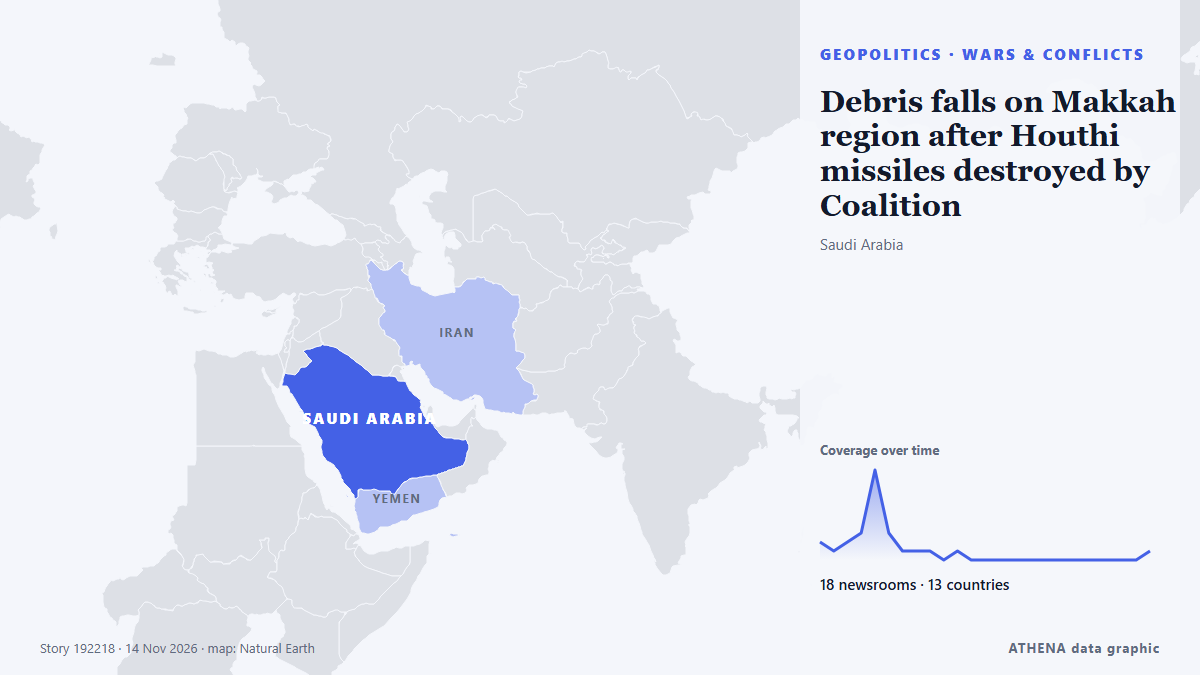 GEOPOLITICS · WARS & CONFLICTS
Debris falls on Makkah
region after Houthi
missiles destroyed by
Coalition
Saudi Arabia
IRAN
SAUDI ARABIA
YEMEN
Coverage over time
18 newsrooms · 13 countries
Story 192218 · 14 Nov 2026 · map: Natural Earth
ATHENA data graphic